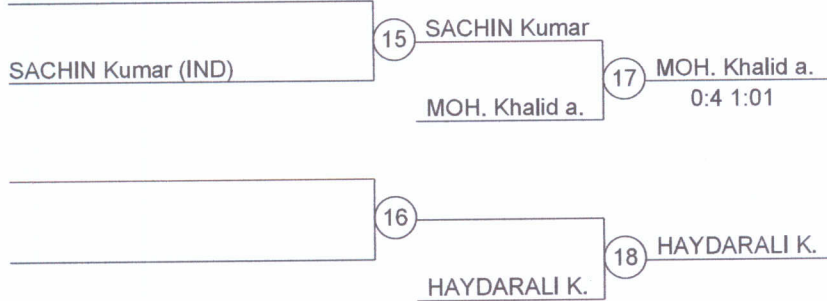 15 SACHIN Kumar
SACHIN Kumar (IND)
17 MOH. Khalid a.
0:4 1:01
MOH. Khalid a.
16
18 HAYDARALI K.
HAYDARALI K.